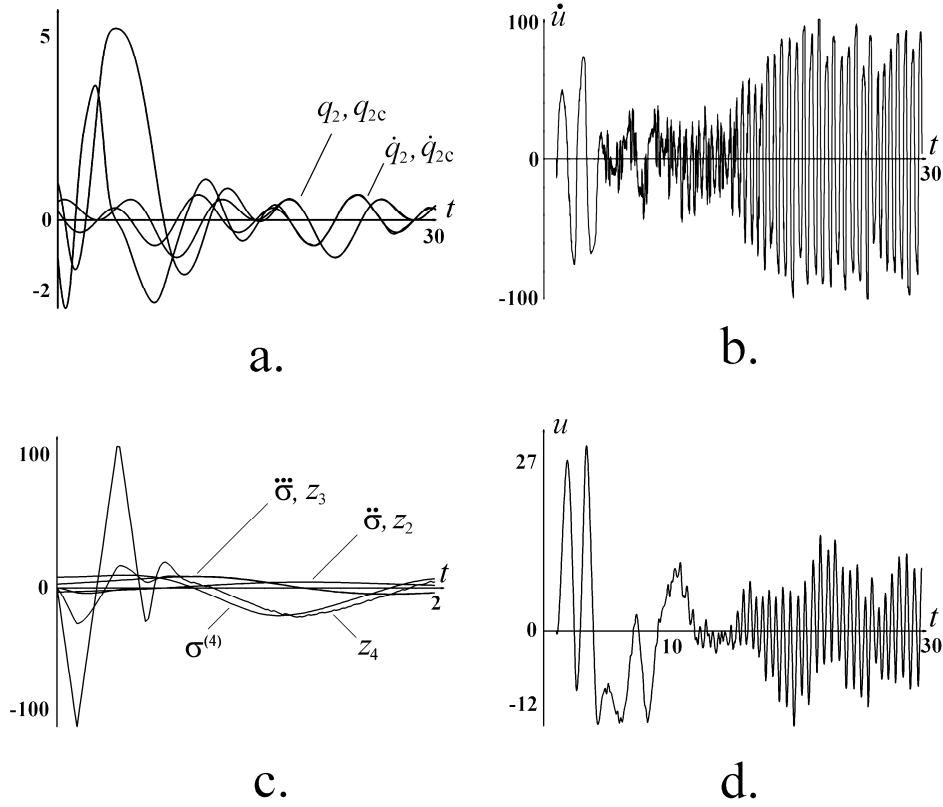 5
q₂, q₂c
q̇₂, q̇₂c
0
t
30
-2
a.
100
u̇
0
t
30
-100
b.
100
σ⃛, z₃
σ̈, z₂
0
t
2
σ⁽⁴⁾
z₄
-100
c.
u
27
0
10
t
30
-12
d.